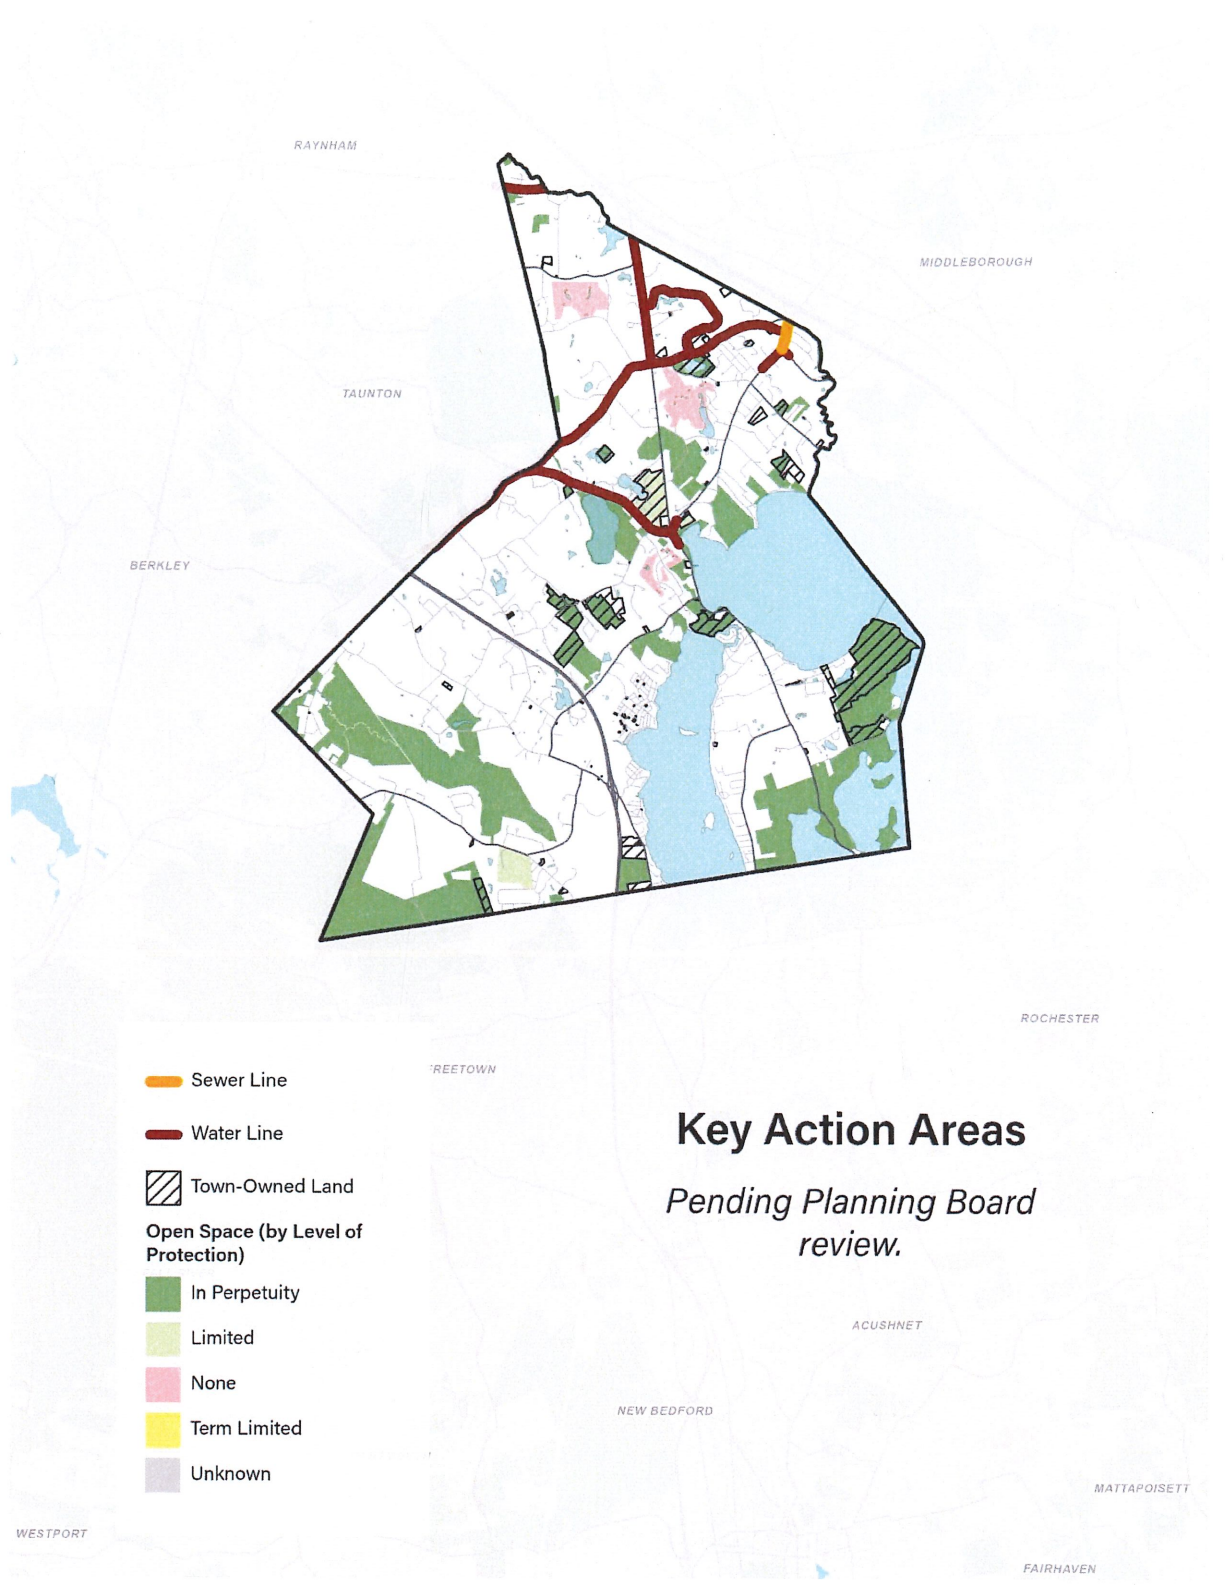 RAYNHAM
MIDDLEBOROUGH
TAUNTON
BERKLEY
ROCHESTER
REETOWN
Sewer Line
Water Line
Town-Owned Land
Open Space (by Level of
Protection)
In Perpetuity
Limited
None
Term Limited
Unknown
Key Action Areas
Pending Planning Board
review.
ACUSHNET
NEW BEDFORD
MATTAPOISETT
WESTPORT
FAIRHAVEN